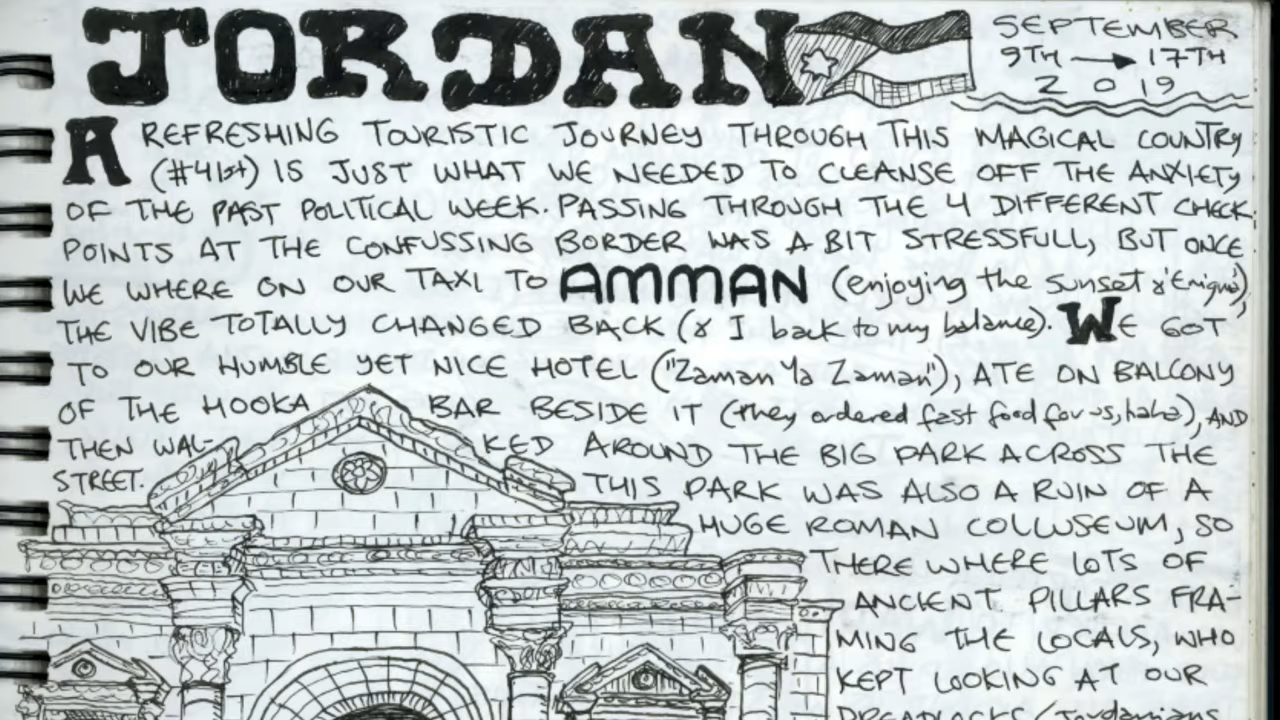 JORDAN
SEPTEMBER
9TH → 17TH
2019
A REFRESHING TOURISTIC JOURNEY THROUGH THIS MAGICAL COUNTRY
(#41st) IS JUST WHAT WE NEEDED TO CLEANSE OFF THE ANXIETY
OF THE PAST POLITICAL WEEK. PASSING THROUGH THE 4 DIFFERENT CHECK
POINTS AT THE CONFUSSING BORDER WAS A BIT STRESSFULL, BUT ONCE
WE WHERE ON OUR TAXI TO AMMAN (enjoying the sunset & Enigma),
THE VIBE TOTALLY CHANGED BACK (& I back to my balance). WE GOT
TO OUR HUMBLE YET NICE HOTEL ("Zaman Ya Zaman"), ATE ON BALCONY
OF THE HOOKA BAR BESIDE IT (they ordered fast food for us, haha), AND
THEN WAL- KED AROUND THE BIG PARK ACROSS THE
STREET. THIS PARK WAS ALSO A RUIN OF A
HUGE ROMAN COLLUSEUM, SO
THERE WHERE LOTS OF
ANCIENT PILLARS FRA-
MING THE LOCALS, WHO
KEPT LOOKING AT OUR
DREADLOCKS/Jordanians